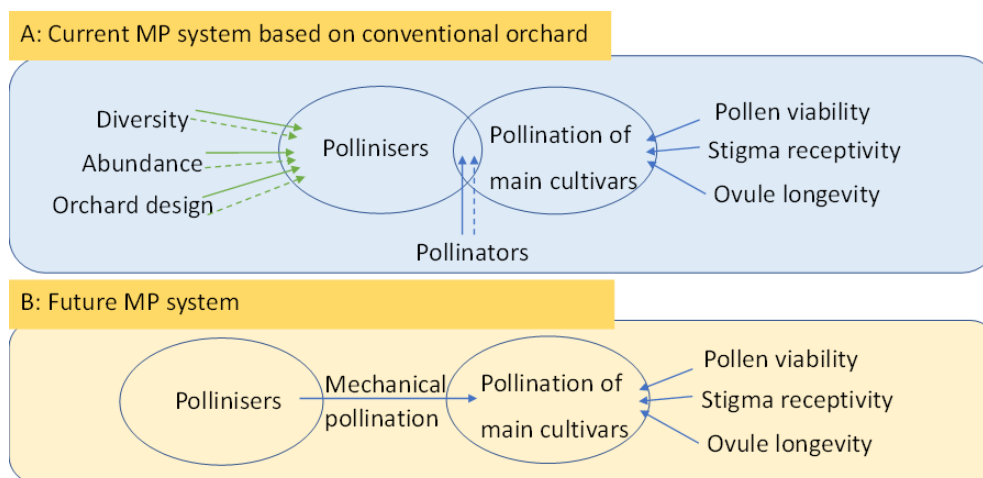 A: Current MP system based on conventional orchard
Diversity
Abundance
Orchard design
Pollinisers
Pollination of
main cultivars
Pollen viability
Stigma receptivity
Ovule longevity
Pollinators
B: Future MP system
Pollinisers
Mechanical
pollination
Pollination of
main cultivars
Pollen viability
Stigma receptivity
Ovule longevity